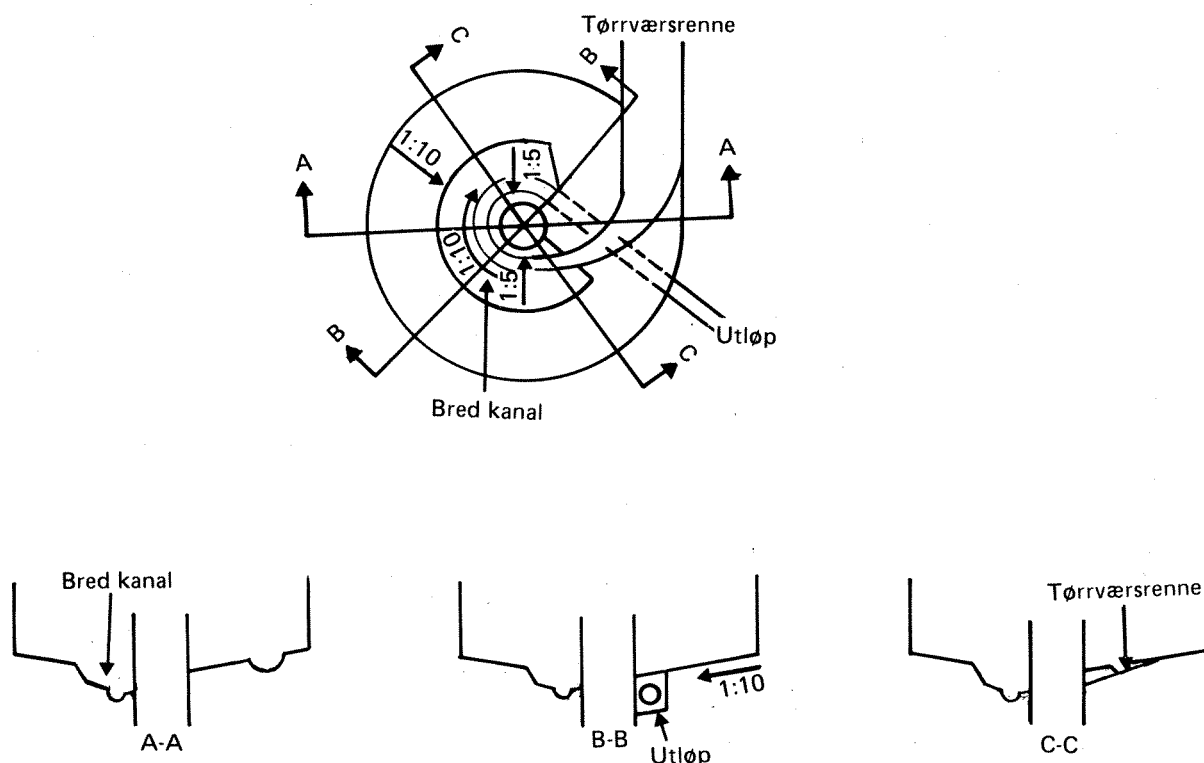 Tørrværsrenne
C
B
1:10
1:5
A
A
1:10
1:5
B
C
Utløp
Bred kanal
Bred kanal
Tørrværsrenne
1:10
A-A
B-B
Utløp
C-C